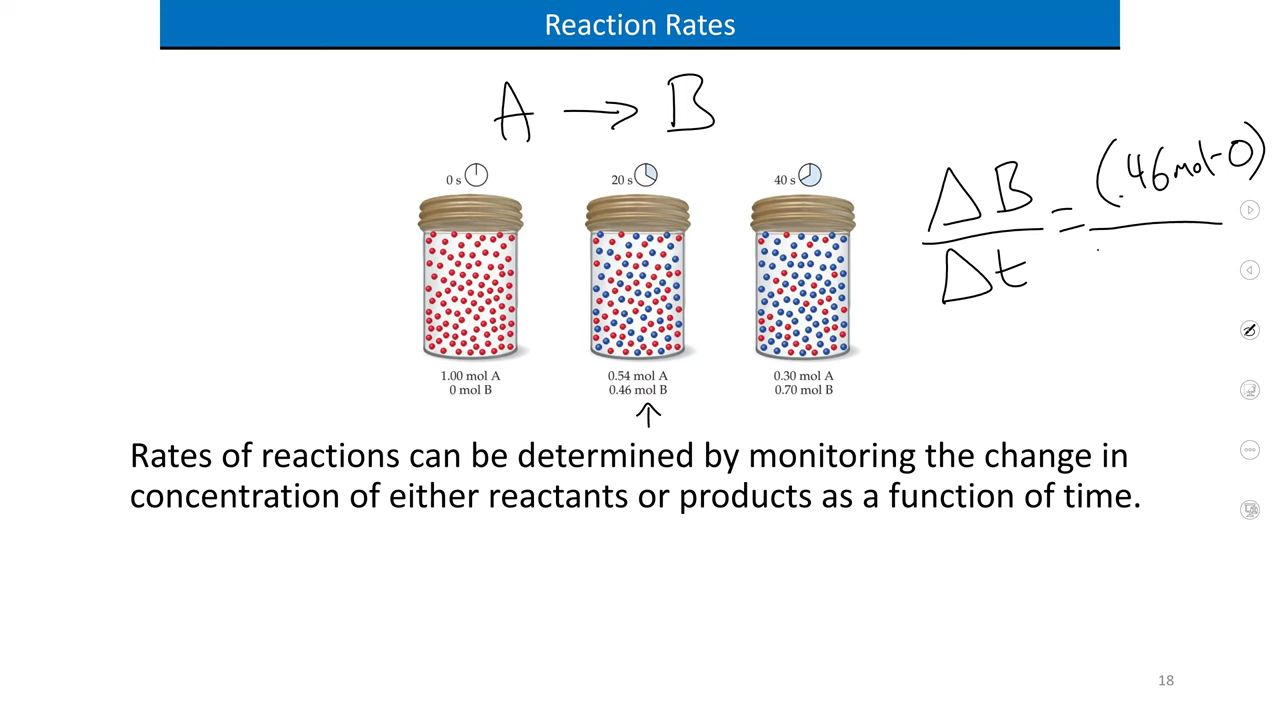 Reaction Rates
A → B
0 s
20 s
40 s
ΔB = (.46mol-0)
Δt
1.00 mol A
0 mol B
0.54 mol A
0.46 mol B
0.30 mol A
0.70 mol B
Rates of reactions can be determined by monitoring the change in
concentration of either reactants or products as a function of time.
18